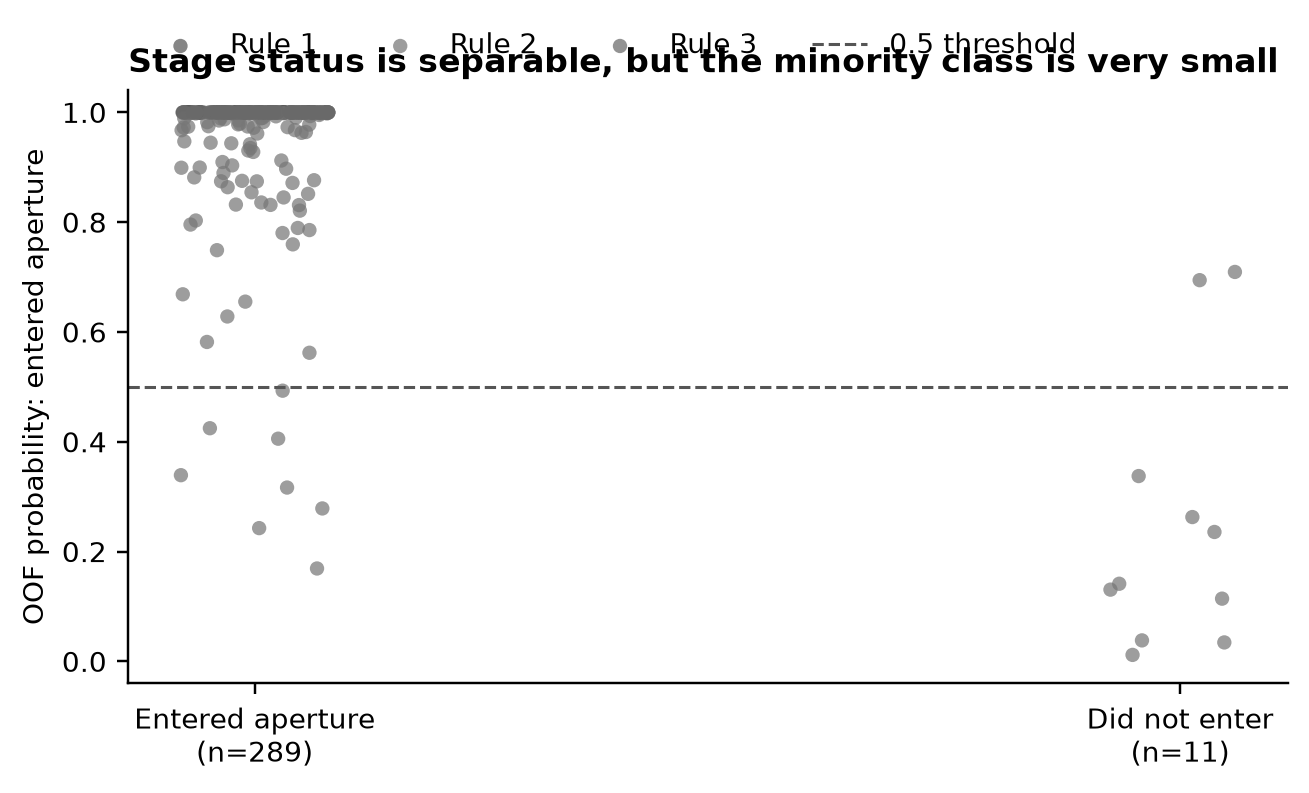 Rule 1 Rule 2 Rule 3 0.5 threshold
Stage status is separable, but the minority class is very small
OOF probability: entered aperture
1.0
0.8
0.6
0.4
0.2
0.0
Entered aperture
(n=289)
Did not enter
(n=11)